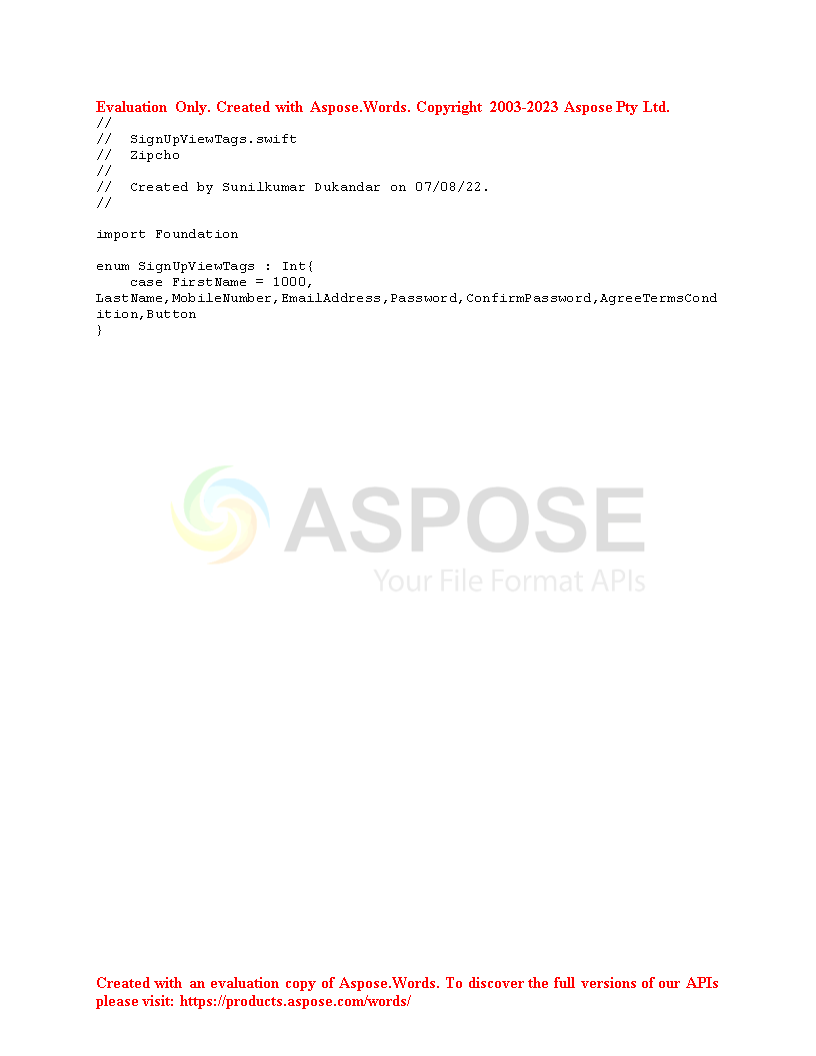 Evaluation Only. Created with Aspose.Words. Copyright 2003-2023 Aspose Pty Ltd.
//
//  SignUpViewTags.swift
//  Zipcho
//
//  Created by Sunilkumar Dukandar on 07/08/22.
//
import Foundation
enum SignUpViewTags : Int{
    case FirstName = 1000,
LastName,MobileNumber,EmailAddress,Password,ConfirmPassword,AgreeTermsCond
ition,Button
}
ASPOSE
Your File Format APIs
Created with an evaluation copy of Aspose.Words. To discover the full versions of our APIs
please visit: https://products.aspose.com/words/